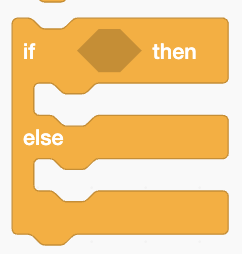 if then
else